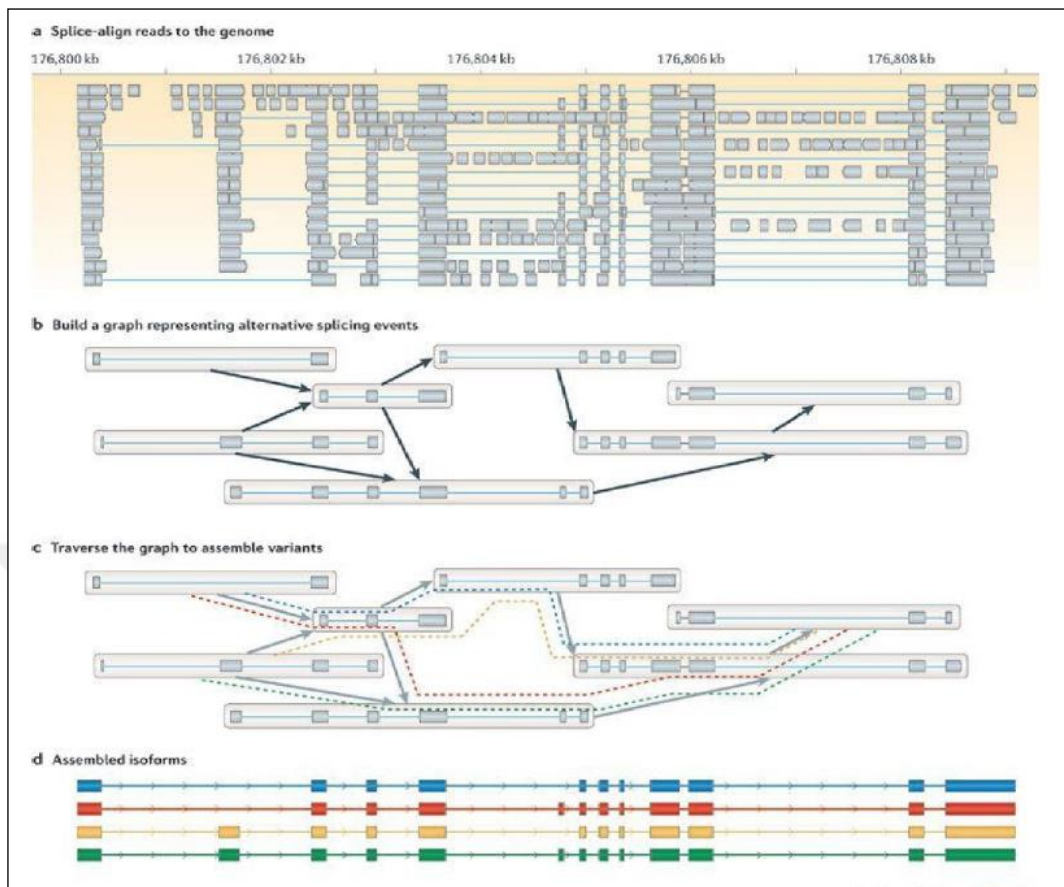 a Splice-align reads to the genome
176,800 kb 176,802 kb 176,804 kb 176,806 kb 176,808 kb
b Build a graph representing alternative splicing events
c Traverse the graph to assemble variants
d Assembled isoforms